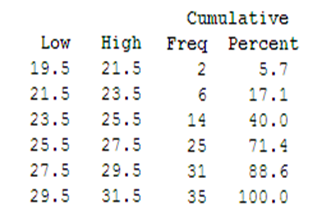 Cumulative
Low High Freq Percent
19.5 21.5 2 5.7
21.5 23.5 6 17.1
23.5 25.5 14 40.0
25.5 27.5 25 71.4
27.5 29.5 31 88.6
29.5 31.5 35 100.0